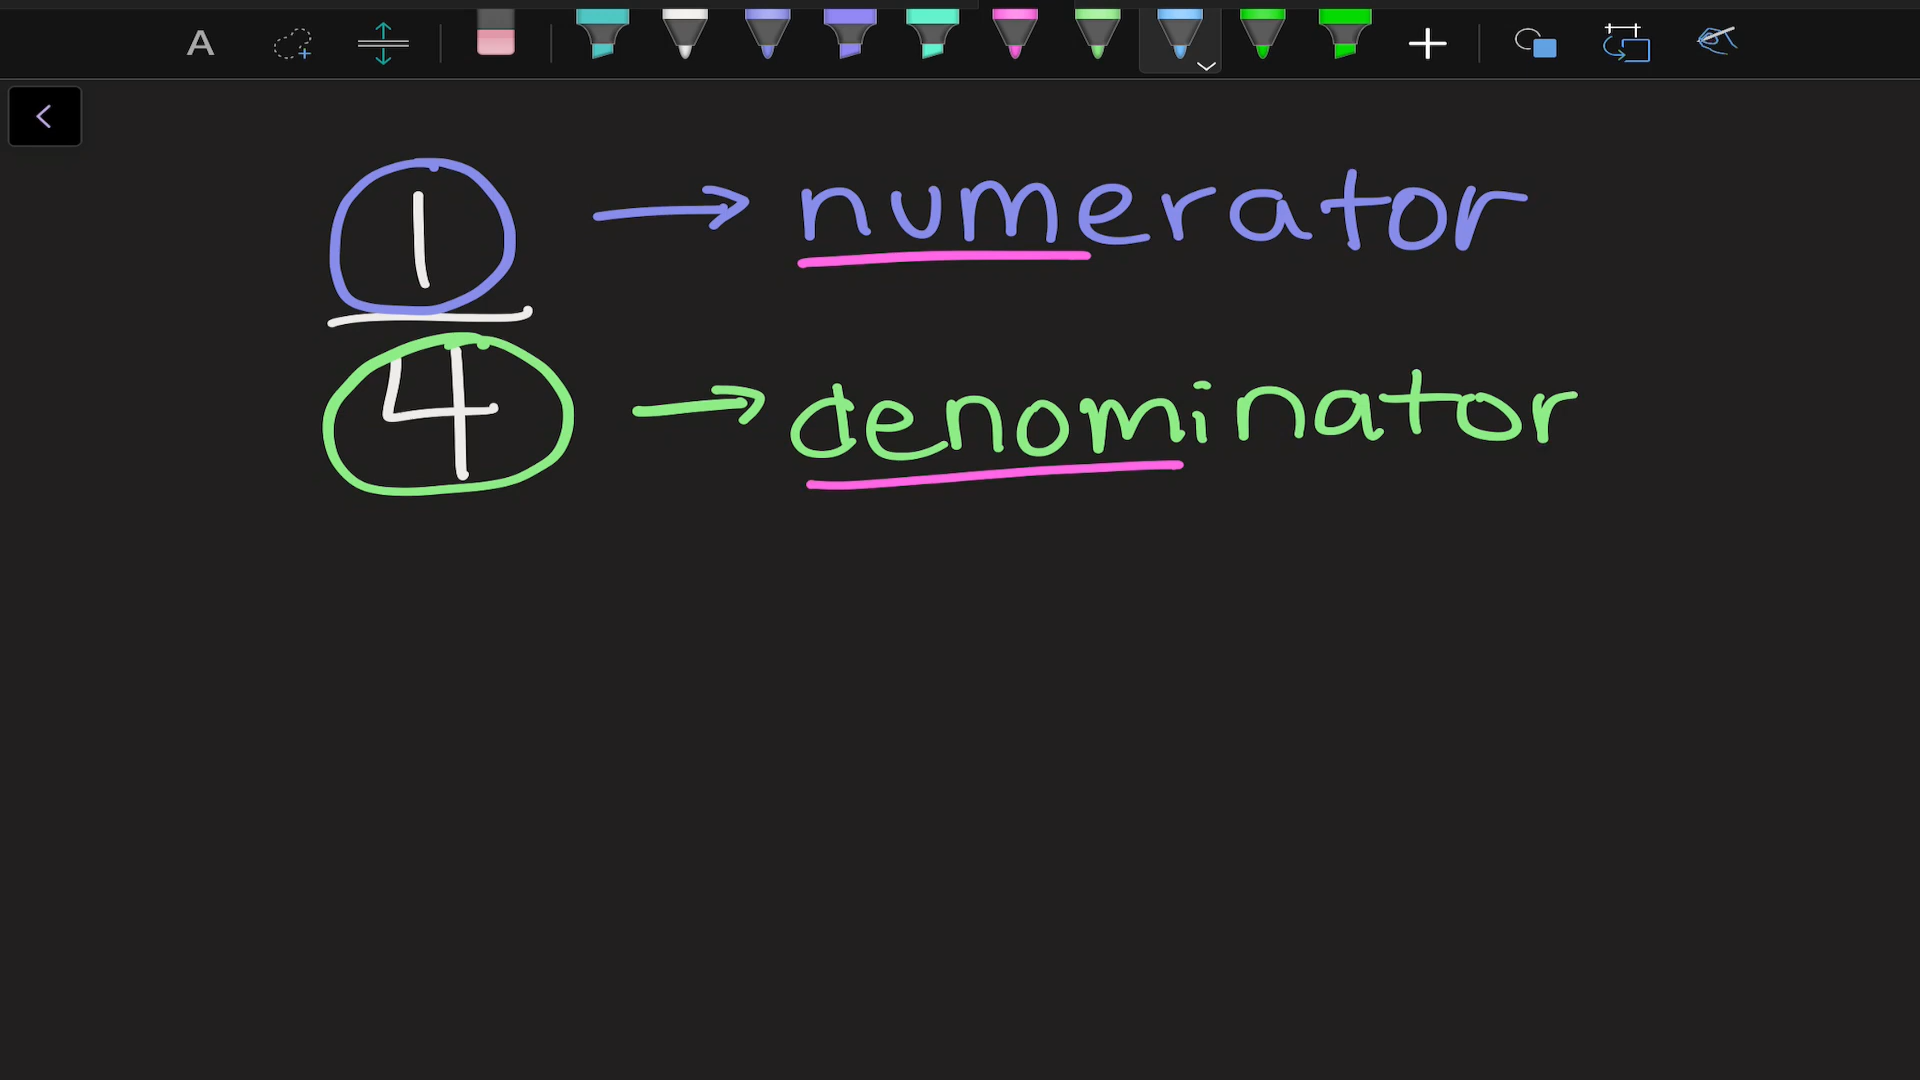 A
1 → numerator
4 → denominator